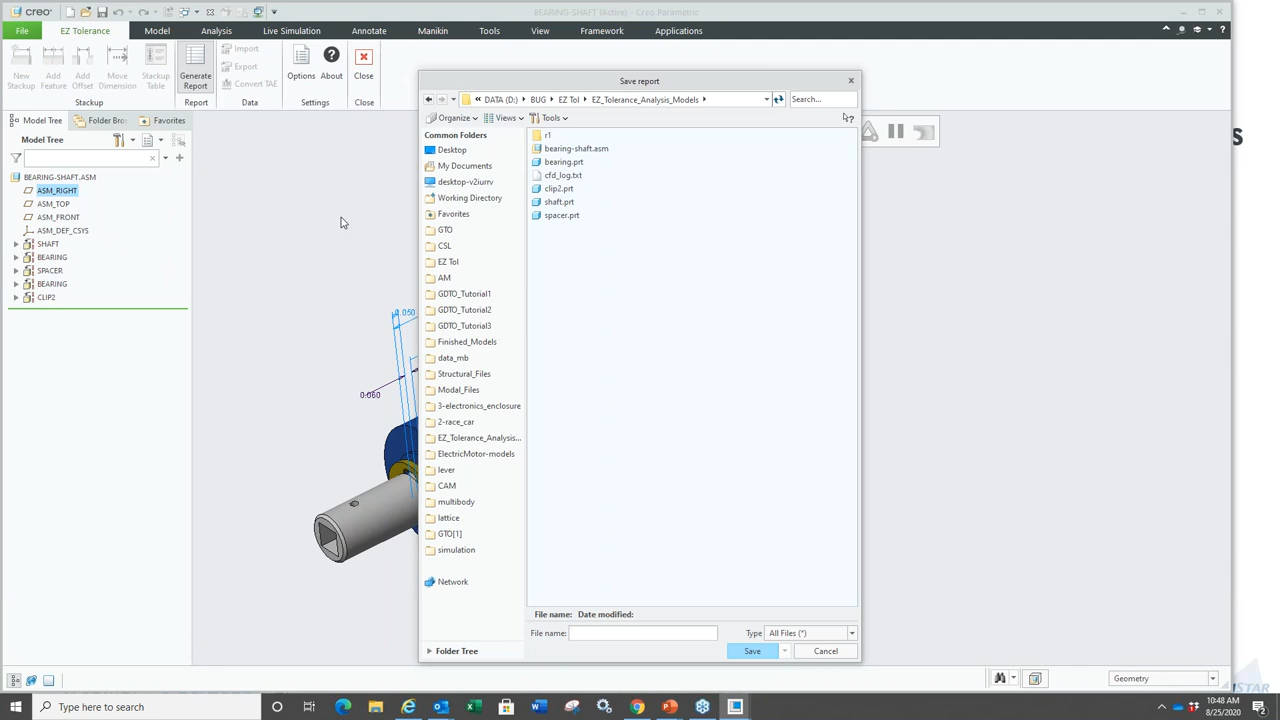 creo
BEARING-SHAFT (Active) - Creo Parametric
File
EZ Tolerance
Model
Analysis
Live Simulation
Annotate
Manikin
Tools
View
Framework
Applications
New
Stackup
Add
Feature
Add
Offset
Move
Dimension
Stackup
Table
Generate
Report
Import
Export
Convert TAE
Options
About
Close
Stackup
Report
Data
Settings
Close
Model Tree
Folder Bro
Favorites
Model Tree
BEARING-SHAFT.ASM
ASM_RIGHT
ASM_TOP
ASM_FRONT
ASM_DEF_CSYS
SHAFT
BEARING
SPACER
BEARING
CLIP2
0.060
Save report
DATA (D:)
BUG
EZ Tol
EZ_Tolerance_Analysis_Models
Search...
Organize
Views
Tools
Common Folders
Desktop
My Documents
desktop-v2iurrv
Working Directory
Favorites
GTO
CSL
EZ Tol
AM
GDTO_Tutorial1
GDTO_Tutorial2
GDTO_Tutorial3
Finished_Models
data_mb
Structural_Files
Modal_Files
3-electronics_enclosure
2-race_car
EZ_Tolerance_Analysis...
ElectricMotor-models
lever
CAM
multibody
lattice
GTO[1]
simulation
Network
Folder Tree
r1
bearing-shaft.asm
bearing.prt
cfd_log.txt
clip2.prt
shaft.prt
spacer.prt
File name: Date modified:
File name:
Type
All Files (*)
Save
Cancel
s
Geometry
Type here to search
10:48 AM
8/25/2020